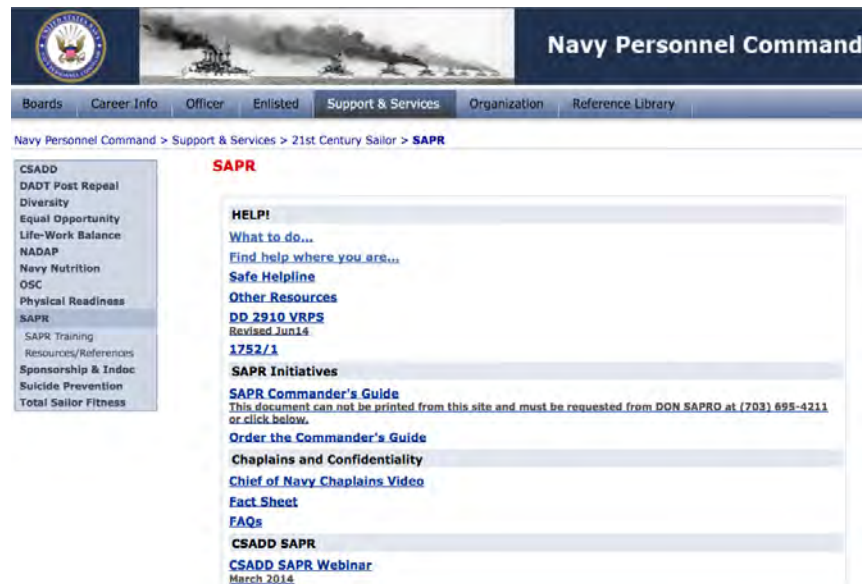 Navy Personnel Command
Boards Career Info Officer Enlisted Support & Services Organization Reference Library
Navy Personnel Command > Support & Services > 21st Century Sailor > SAPR
CSADD
DADT Post Repeal
Diversity
Equal Opportunity
Life-Work Balance
NADAP
Navy Nutrition
OSC
Physical Readiness
SAPR
SAPR Training
Resources/References
Sponsorship & Indoc
Suicide Prevention
Total Sailor Fitness
SAPR
HELP!
What to do...
Find help where you are...
Safe Helpline
Other Resources
DD 2910 VRPS
Revised Jun14
1752/1
SAPR Initiatives
SAPR Commander's Guide
This document can not be printed from this site and must be requested from DON SAPRO at (703) 695-4211
or click below.
Order the Commander's Guide
Chaplains and Confidentiality
Chief of Navy Chaplains Video
Fact Sheet
FAQs
CSADD SAPR
CSADD SAPR Webinar
March 2014